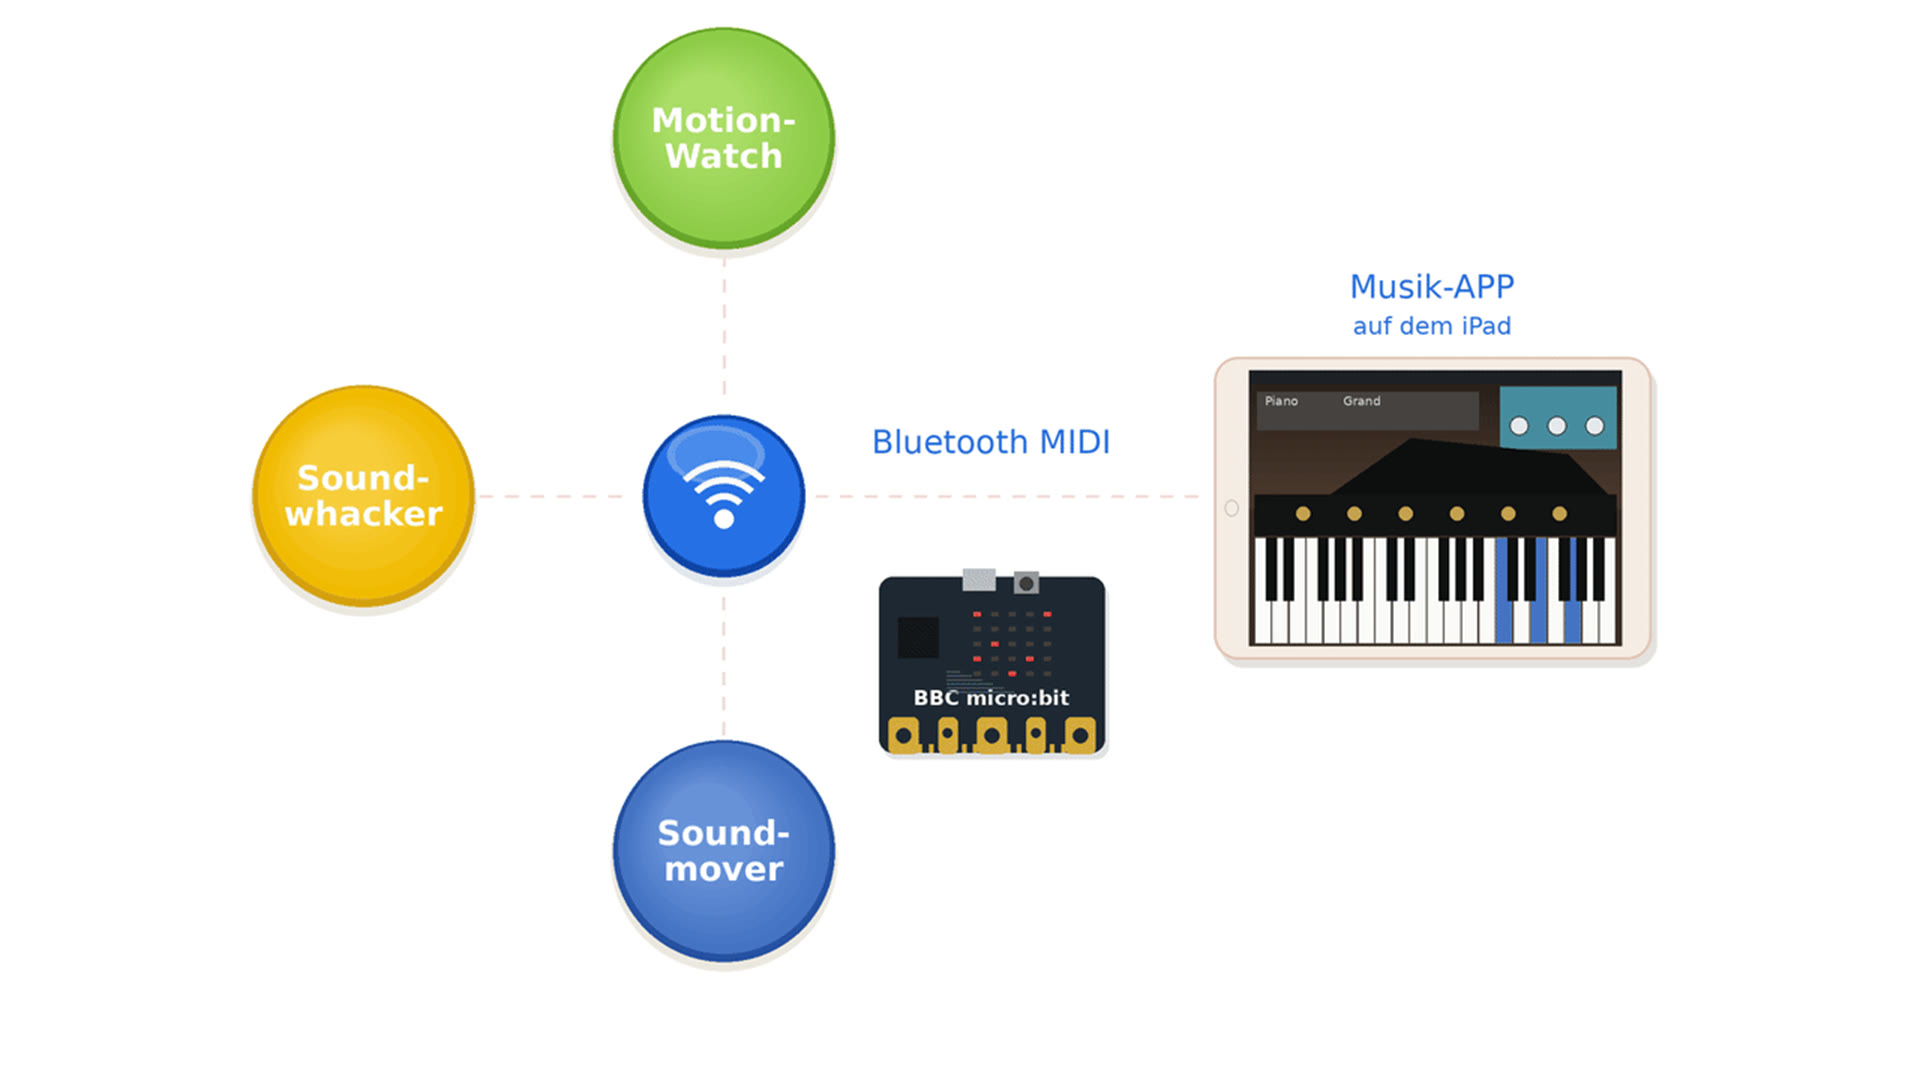 Motion-
Watch
Musik-APP
auf dem iPad
Piano Grand
Bluetooth MIDI
Sound-
whacker
BBC micro:bit
Sound-
mover